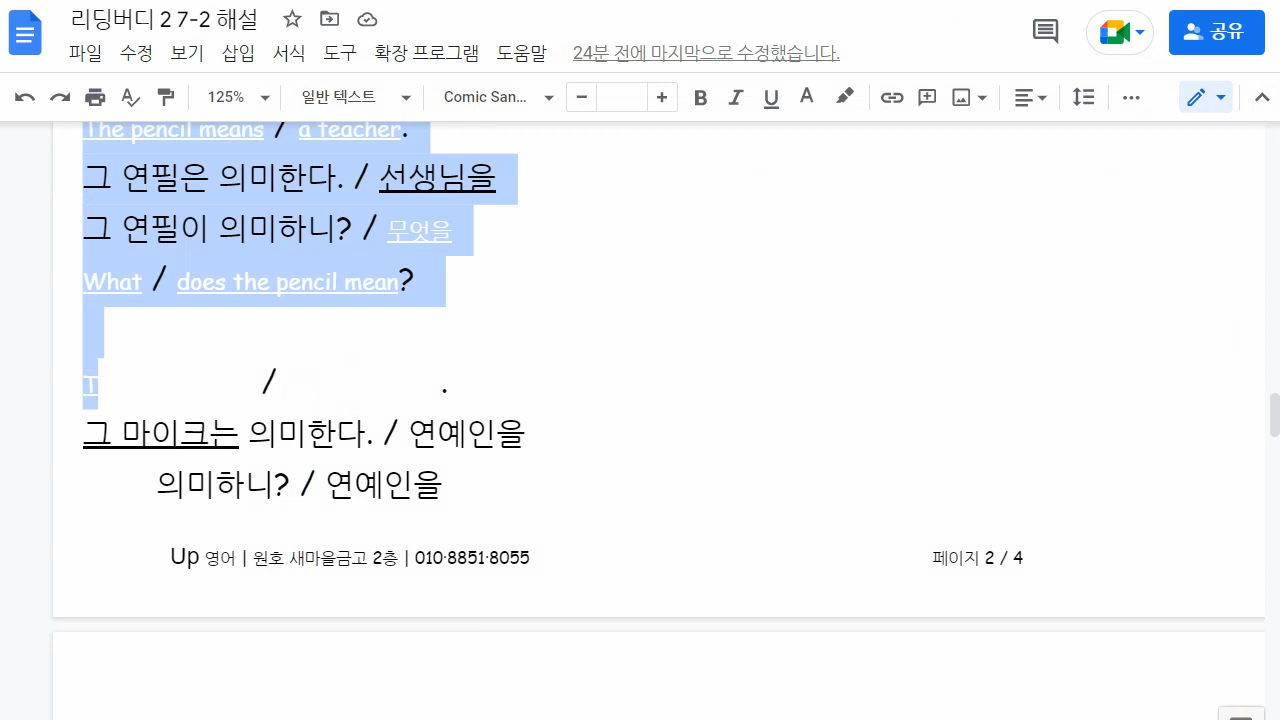 리딩버디 2 7-2 해설
파일 수정 보기 삽입 서식 도구 확장 프로그램 도움말 24분 전에 마지막으로 수정했습니다.
공유
125% 일반 텍스트 Comic San... − + B I U A
The pencil means / a teacher.
그 연필은 의미한다. / 선생님을
그 연필이 의미하니? / 무엇을
What / does the pencil mean?
T / .
그 마이크는 의미한다. / 연예인을
의미하니? / 연예인을
Up 영어 | 원호 새마을금고 2층 | 010·8851·8055 페이지 2 / 4